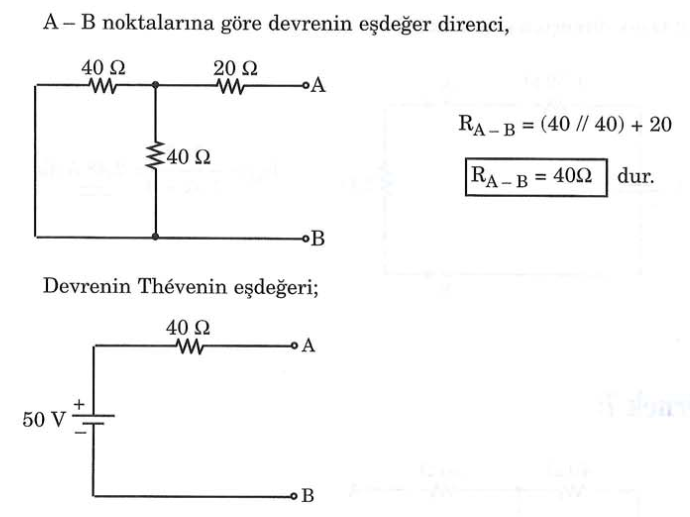 A – B noktalarına göre devrenin eşdeğer direnci,
40 Ω
20 Ω
A
40 Ω
B
R_A – B = (40 // 40) + 20
R_A – B = 40Ω dur.
Devrenin Thévenin eşdeğeri;
40 Ω
A
50 V
+
–
B